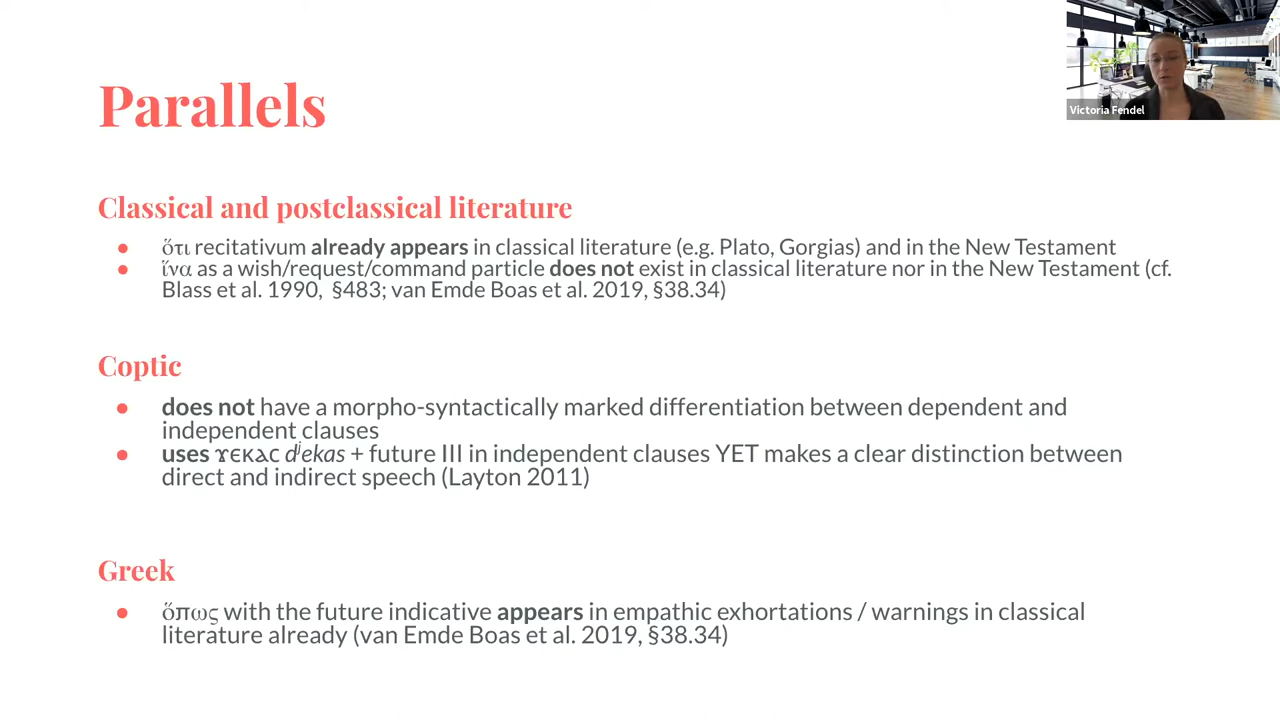 Victoria Fendel
Parallels
Classical and postclassical literature
● ὅτι recitativum already appears in classical literature (e.g. Plato, Gorgias) and in the New Testament
● ἵνα as a wish/request/command particle does not exist in classical literature nor in the New Testament (cf.
Blass et al. 1990, §483; van Emde Boas et al. 2019, §38.34)
Coptic
● does not have a morpho-syntactically marked differentiation between dependent and
independent clauses
● uses ϫⲉⲕⲁⲥ dʲekas + future III in independent clauses YET makes a clear distinction between
direct and indirect speech (Layton 2011)
Greek
● ὅπως with the future indicative appears in empathic exhortations / warnings in classical
literature already (van Emde Boas et al. 2019, §38.34)